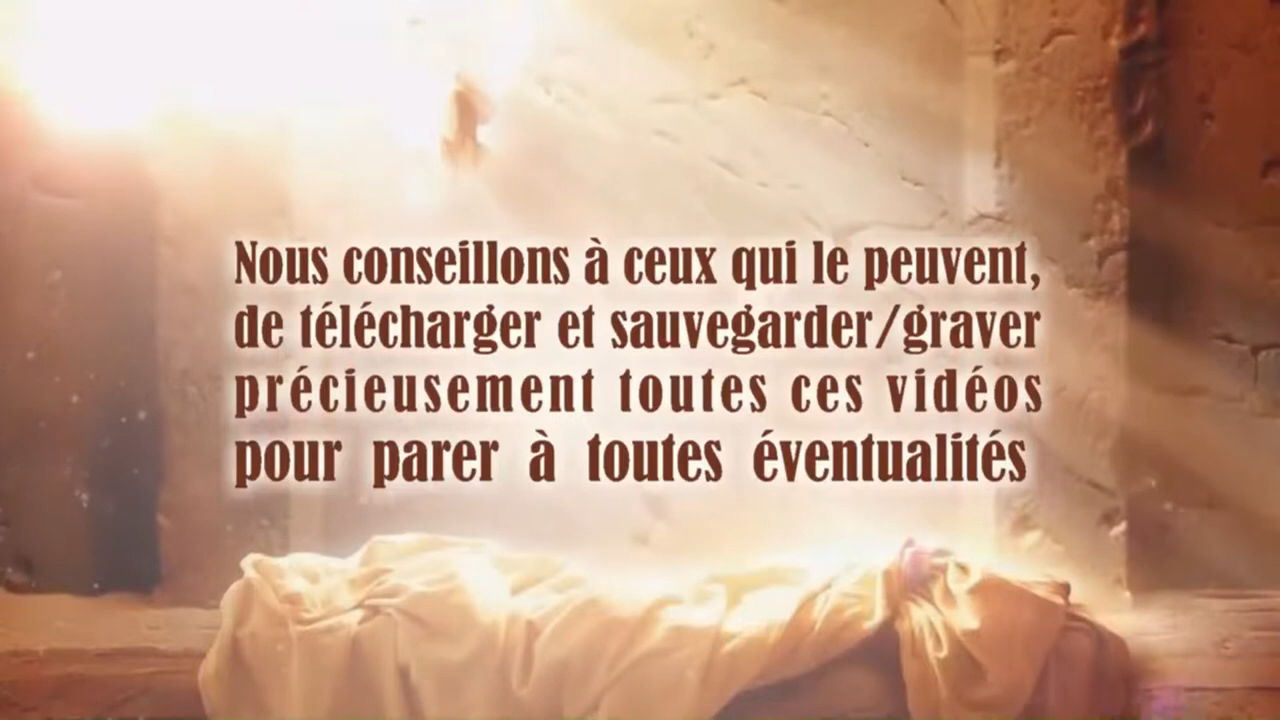 Nous conseillons à ceux qui le peuvent,
de télécharger et sauvegarder/graver
précieusement toutes ces vidéos
pour parer à toutes éventualités